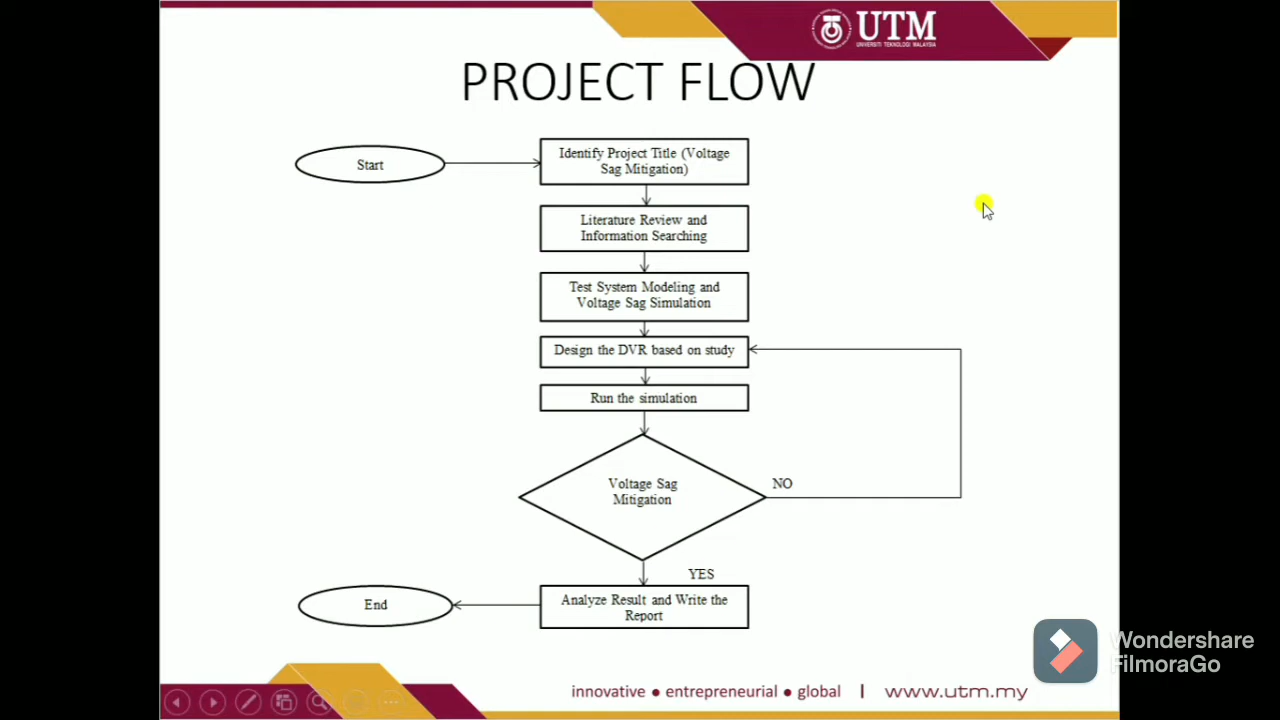 UTM
UNIVERSITI TEKNOLOGI MALAYSIA
PROJECT FLOW
Start
Identify Project Title (Voltage
Sag Mitigation)
Literature Review and
Information Searching
Test System Modeling and
Voltage Sag Simulation
Design the DVR based on study
Run the simulation
Voltage Sag
Mitigation
NO
YES
End
Analyze Result and Write the
Report
Wondershare
FilmoraGo
innovative ● entrepreneurial ● global | www.utm.my